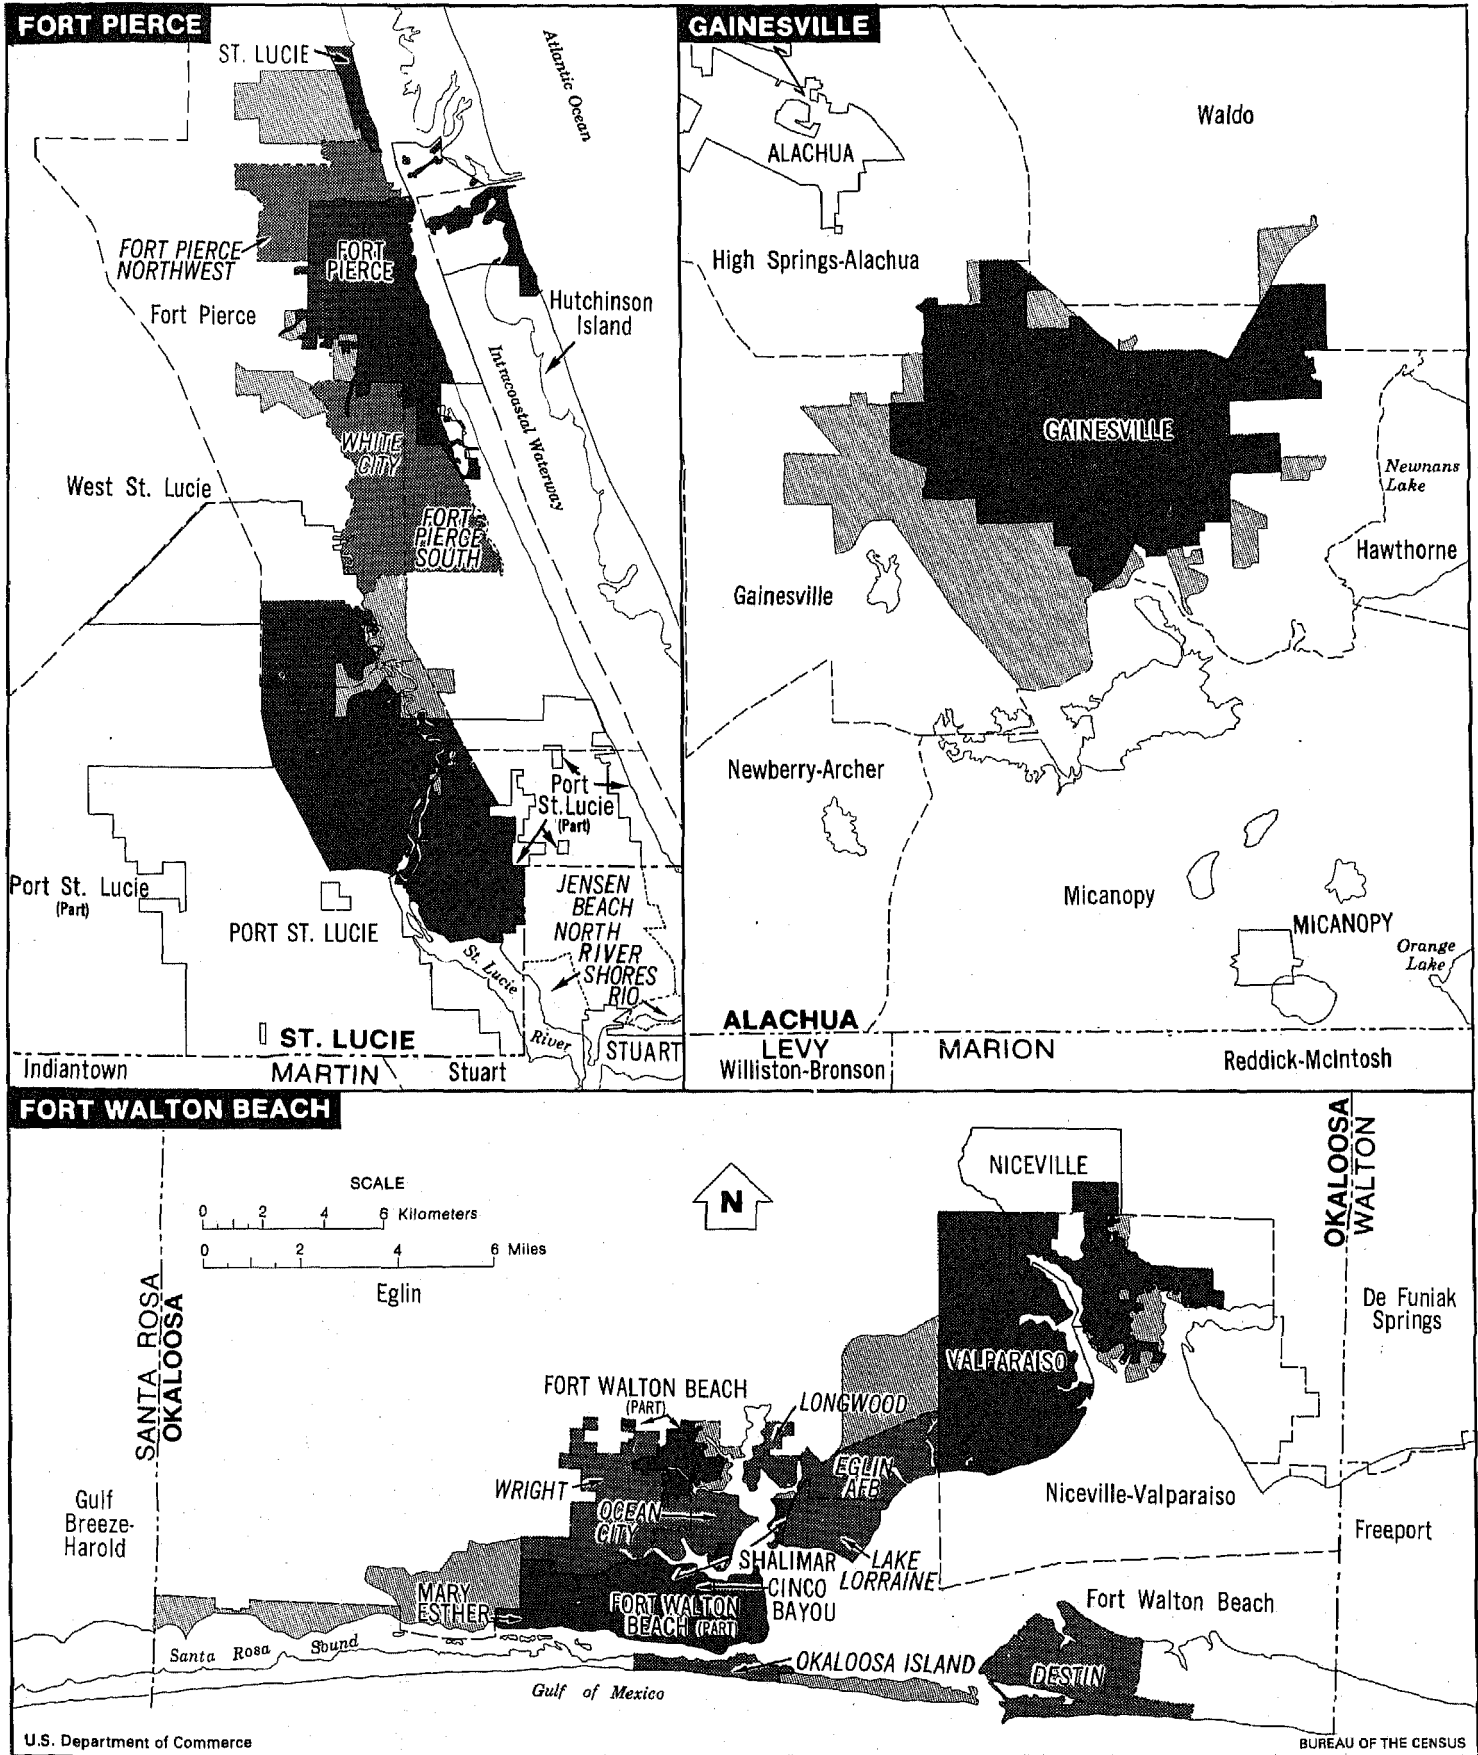 FORT PIERCE
ST. LUCIE
Atlantic Ocean
FORT PIERCE
NORTHWEST
FORT
PIERCE
Fort Pierce
Hutchinson
Island
Intracoastal Waterway
WHITE
CITY
West St. Lucie
FORT
PIERCE
SOUTH
Port
St. Lucie
(Part)
Port St. Lucie
(Part)
PORT ST. LUCIE
JENSEN
BEACH
NORTH
RIVER
SHORES
RIO
St. Lucie
River
ST. LUCIE
STUART
Indiantown
MARTIN
Stuart
GAINESVILLE
Waldo
ALACHUA
High Springs-Alachua
GAINESVILLE
Newnans
Lake
Hawthorne
Gainesville
Newberry-Archer
Micanopy
MICANOPY
Orange
Lake
ALACHUA
LEVY
MARION
Williston-Bronson
Reddick-McIntosh
FORT WALTON BEACH
SCALE
0 2 4 6 Kilometers
0 2 4 6 Miles
N
NICEVILLE
OKALOOSA
WALTON
Eglin
SANTA ROSA
OKALOOSA
De Funiak
Springs
VALPARAISO
FORT WALTON BEACH
(PART)
LONGWOOD
EGLIN
AFB
WRIGHT
OCEAN
CITY
Niceville-Valparaiso
Gulf
Breeze-
Harold
Freeport
SHALIMAR
LAKE
LORRAINE
CINCO
BAYOU
MARY
ESTHER
FORT WALTON
BEACH (PART)
Fort Walton Beach
Santa Rosa Sound
OKALOOSA ISLAND
DESTIN
Gulf of Mexico
U.S. Department of Commerce
BUREAU OF THE CENSUS